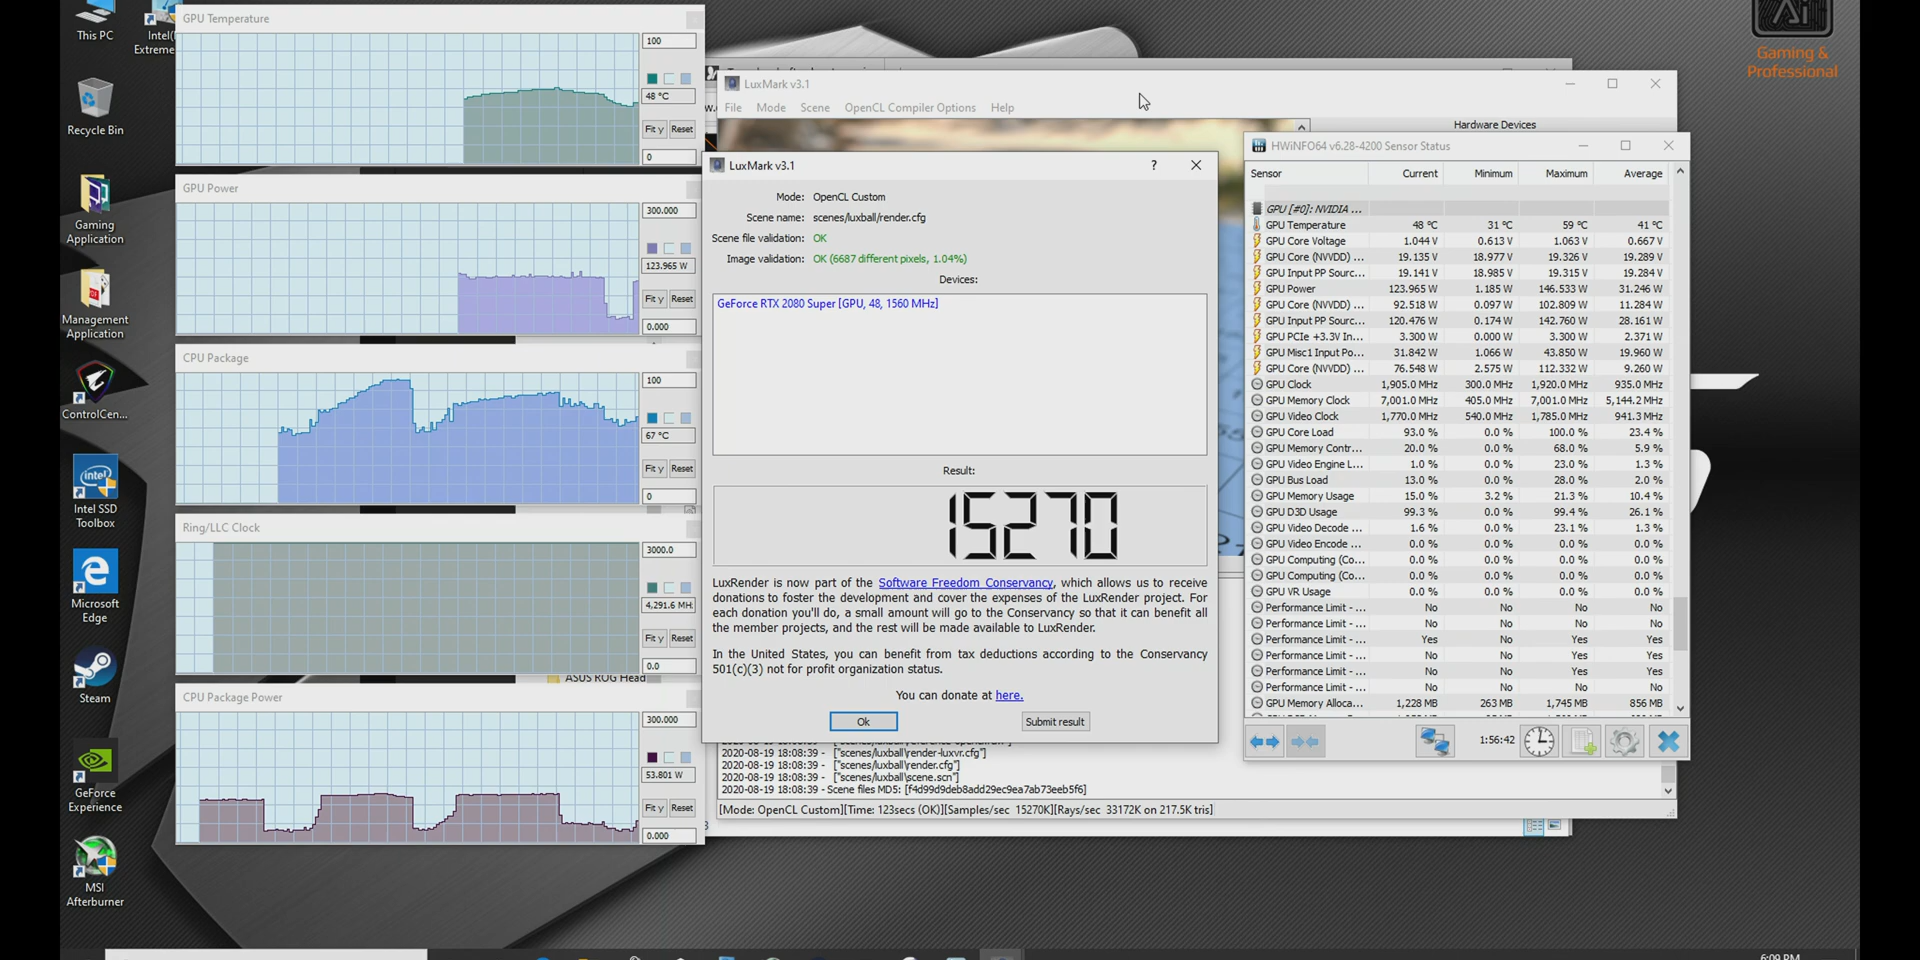 This PC
Intel(
Extreme
Recycle Bin
Gaming
Application
Management
Application
ControlCen...
Intel SSD
Toolbox
Microsoft
Edge
Steam
GeForce
Experience
MSI
Afterburner
GPU Temperature
100
48 °C
Fit y Reset
0
GPU Power
300.000
123.965 W
Fit y Reset
0.000
CPU Package
100
67 °C
Fit y Reset
0
Ring/LLC Clock
3000.0
4,291.6 MH
Fit y Reset
0.0
CPU Package Power
300.000
53.801 W
Fit y Reset
0.000
ASUS ROG Head
LuxMark v3.1
File Mode Scene OpenCL Compiler Options Help
Hardware Devices
LuxMark v3.1
Mode: OpenCL Custom
Scene name: scenes/luxball/render.cfg
Scene file validation: OK
Image validation: OK (6687 different pixels, 1.04%)
Devices:
GeForce RTX 2080 Super [GPU, 48, 1560 MHz]
Result:
15270
LuxRender is now part of the Software Freedom Conservancy, which allows us to receive
donations to foster the development and cover the expenses of the LuxRender project. For
each donation you'll do, a small amount will go to the Conservancy so that it can benefit all
the member projects, and the rest will be made available to LuxRender.
In the United States, you can benefit from tax deductions according to the Conservancy
501(c)(3) not for profit organization status.
You can donate at here.
Ok Submit result
2020-08-19 18:08:39 - ["scenes/luxball\render-luxvr.cfg"]
2020-08-19 18:08:39 - ["scenes/luxball\render.cfg"]
2020-08-19 18:08:39 - ["scenes/luxball\scene.scn"]
2020-08-19 18:08:39 - Scene files MD5: [f4d99d9deb8add29ec9ea7ab73eeb5f6]
[Mode: OpenCL Custom][Time: 123secs (OK)][Samples/sec 15270K][Rays/sec 33172K on 217.5K tris]
HWiNFO64 v6.28-4200 Sensor Status
Sensor Current Minimum Maximum Average
GPU [#0]: NVIDIA ...
GPU Temperature 48 °C 31 °C 59 °C 41 °C
GPU Core Voltage 1.044 V 0.613 V 1.063 V 0.667 V
GPU Core (NVVDD) ... 19.135 W 18.977 W 19.326 W 19.289 W
GPU Input PP Sourc... 19.141 W 18.985 W 19.315 W 19.284 W
GPU Power 123.965 W 1.185 W 146.533 W 31.246 W
GPU Core (NVVDD) ... 92.518 W 0.097 W 102.809 W 11.284 W
GPU Input PP Sourc... 120.476 W 0.174 W 142.760 W 28.161 W
GPU PCIe +3.3V In... 3.300 W 0.000 W 3.300 W 2.371 W
GPU Misc1 Input Po... 31.842 W 1.066 W 43.850 W 19.960 W
GPU Core (NVVDD) ... 76.548 W 2.575 W 112.332 W 9.260 W
GPU Clock 1,905.0 MHz 300.0 MHz 1,920.0 MHz 935.0 MHz
GPU Memory Clock 7,001.0 MHz 405.0 MHz 7,001.0 MHz 5,144.2 MHz
GPU Video Clock 1,770.0 MHz 540.0 MHz 1,785.0 MHz 941.3 MHz
GPU Core Load 93.0 % 0.0 % 100.0 % 23.4 %
GPU Memory Contr... 20.0 % 0.0 % 68.0 % 5.9 %
GPU Video Engine L... 1.0 % 0.0 % 23.0 % 1.3 %
GPU Bus Load 13.0 % 0.0 % 28.0 % 2.0 %
GPU Memory Usage 15.0 % 3.2 % 21.3 % 10.4 %
GPU D3D Usage 99.3 % 0.0 % 99.4 % 26.1 %
GPU Video Decode ... 1.6 % 0.0 % 23.1 % 1.3 %
GPU Video Encode ... 0.0 % 0.0 % 0.0 % 0.0 %
GPU Computing (Co... 0.0 % 0.0 % 0.0 % 0.0 %
GPU Computing (Co... 0.0 % 0.0 % 0.0 % 0.0 %
GPU VR Usage 0.0 % 0.0 % 0.0 % 0.0 %
Performance Limit - ... No No No No
Performance Limit - ... No No No No
Performance Limit - ... Yes No Yes Yes
Performance Limit - ... No No Yes Yes
Performance Limit - ... No No Yes Yes
Performance Limit - ... No No No No
GPU Memory Alloca... 1,228 MB 263 MB 1,745 MB 856 MB
1:56:42
Ai
Gaming &
Professional
6:09 PM